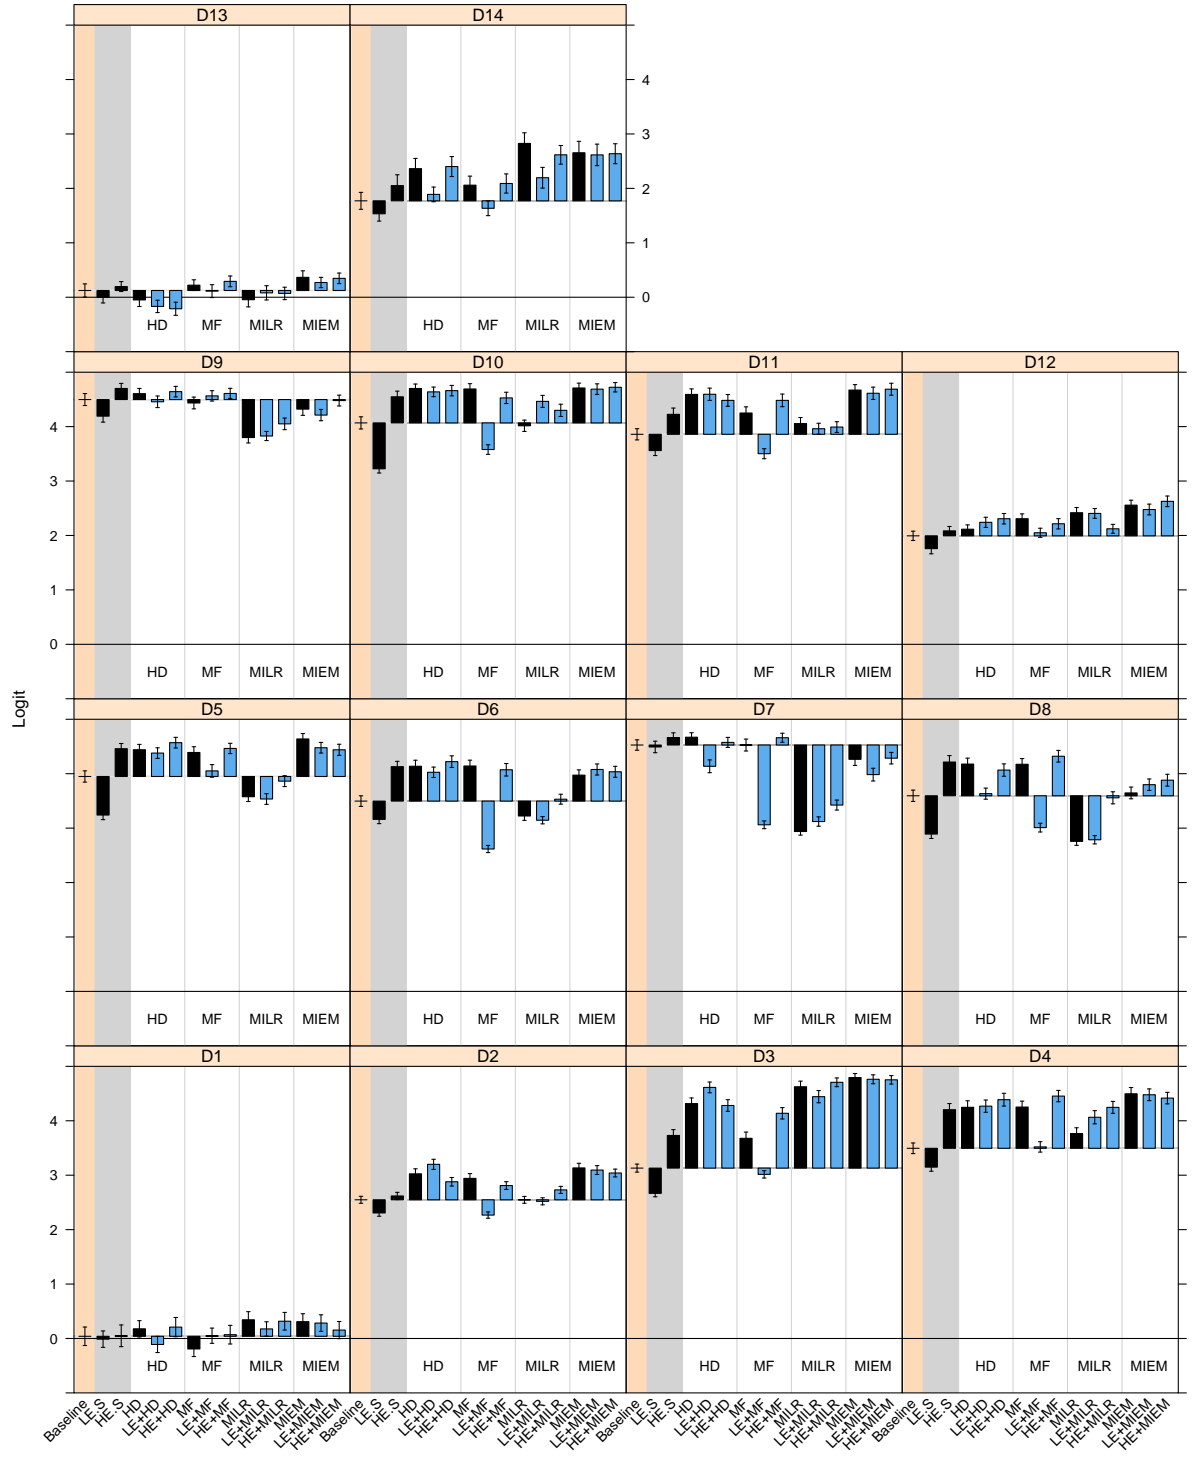 D13 D14
4
3
2
1
0
HD MF MILR MIEM HD MF MILR MIEM
D9 D10 D11 D12
4
3
2
1
0
HD MF MILR MIEM HD MF MILR MIEM HD MF MILR MIEM HD MF MILR MIEM
Logit
D5 D6 D7 D8
HD MF MILR MIEM HD MF MILR MIEM HD MF MILR MIEM HD MF MILR MIEM
D1 D2 D3 D4
4
3
2
1
0
HD MF MILR MIEM HD MF MILR MIEM HD MF MILR MIEM HD MF MILR MIEM
Baseline LE.S HE.S HD LE+HD HE+HD MF LE+MF HE+MF MILR LE+MILR HE+MILR MIEM LE+MIEM HE+MIEM Baseline LE.S HE.S HD LE+HD HE+HD MF LE+MF HE+MF MILR LE+MILR HE+MILR MIEM LE+MIEM HE+MIEM Baseline LE.S HE.S HD LE+HD HE+HD MF LE+MF HE+MF MILR LE+MILR HE+MILR MIEM LE+MIEM HE+MIEM Baseline LE.S HE.S HD LE+HD HE+HD MF LE+MF HE+MF MILR LE+MILR HE+MILR MIEM LE+MIEM HE+MIEM